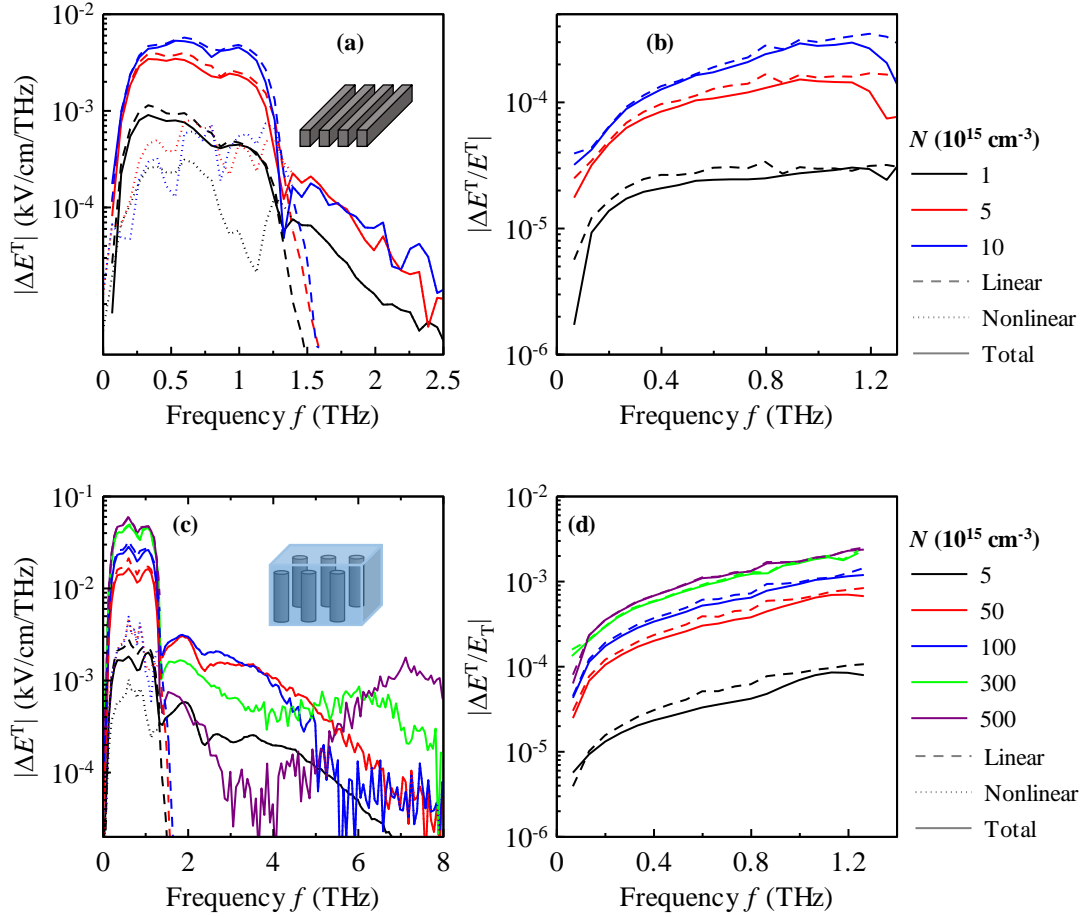 (a)
|ΔE^T| (kV/cm/THz)
10^-2
10^-3
10^-4
0 0.5 1 1.5 2 2.5
Frequency f (THz)
(b)
|ΔE^T/E^T|
10^-4
10^-5
10^-6
0 0.4 0.8 1.2
Frequency f (THz)
N (10^15 cm-3)
1
5
10
Linear
Nonlinear
Total
(c)
|ΔE^T| (kV/cm/THz)
10^-1
10^-2
10^-3
10^-4
0 2 4 6 8
Frequency f (THz)
(d)
|ΔE^T/E_T|
10^-2
10^-3
10^-4
10^-5
10^-6
0 0.4 0.8 1.2
Frequency f (THz)
N (10^15 cm-3)
5
50
100
300
500
Linear
Nonlinear
Total